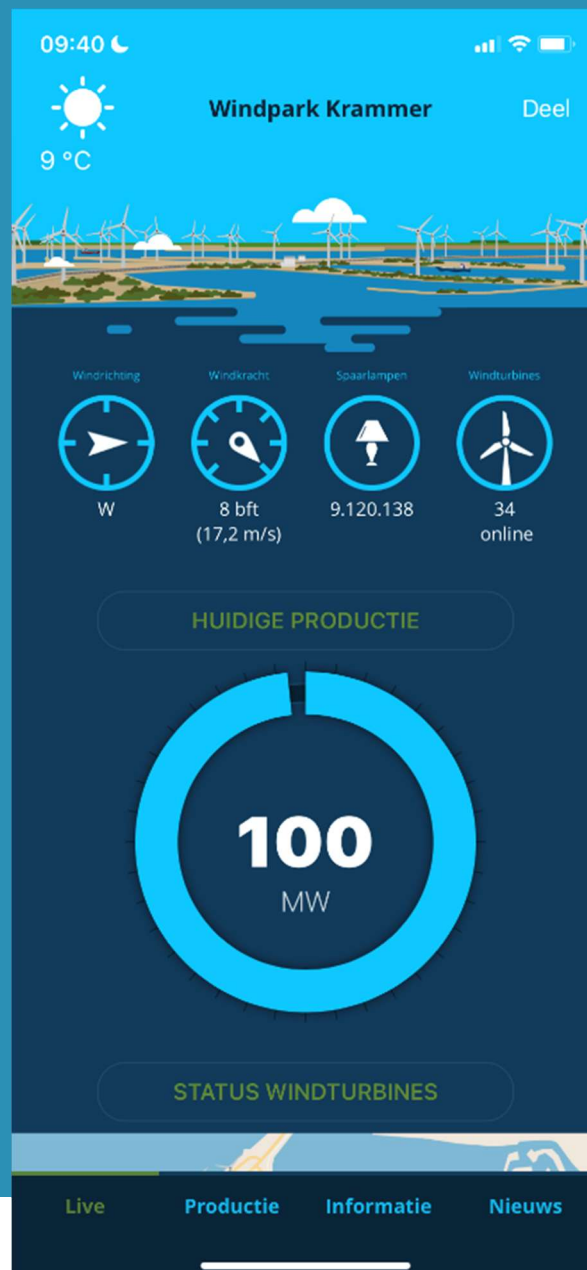 09:40
Windpark Krammer
Deel
9 °C
Windrichting
Windkracht
Spaarlampen
Windturbines
W
8 bft
(17,2 m/s)
9.120.138
34
online
HUIDIGE PRODUCTIE
100
MW
STATUS WINDTURBINES
Live
Productie
Informatie
Nieuws